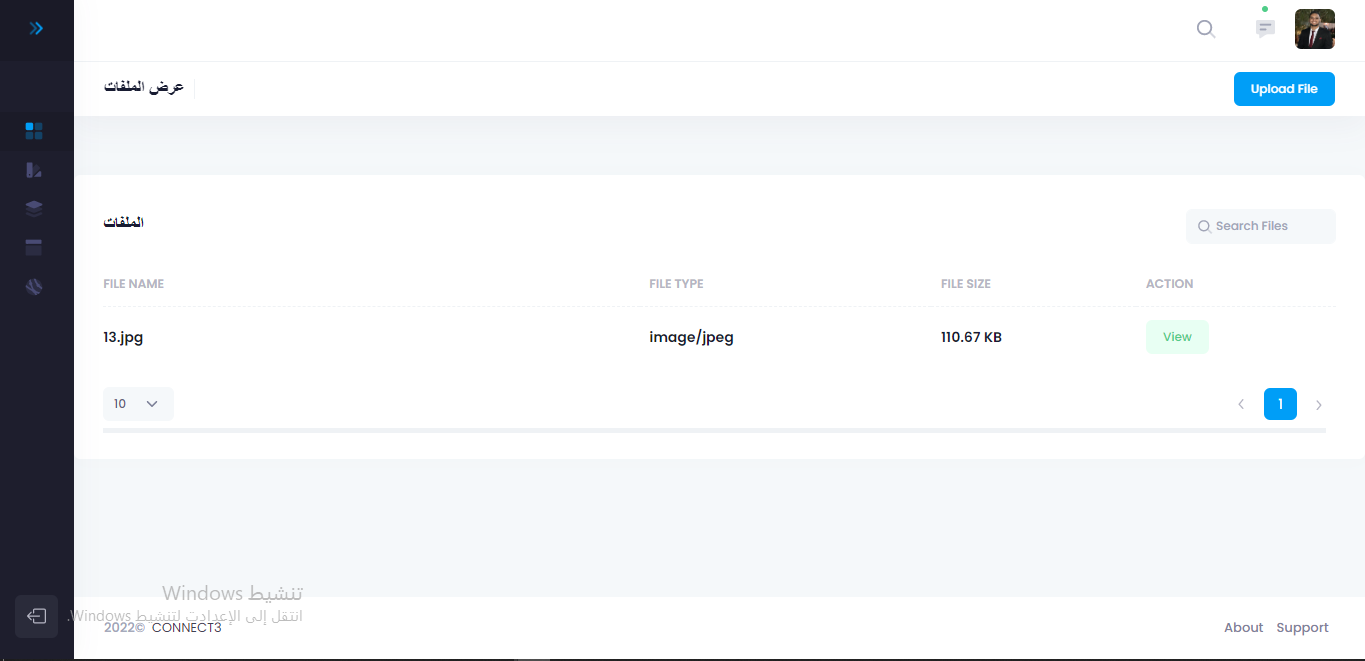 عرض الملفات
Upload File
الملفات
Search Files
FILE NAME FILE TYPE FILE SIZE ACTION
13.jpg image/jpeg 110.67 KB View
10
1
تنشيط Windows
انتقل إلى الإعدادت لتنشيط Windows.
2022© CONNECT3
About Support